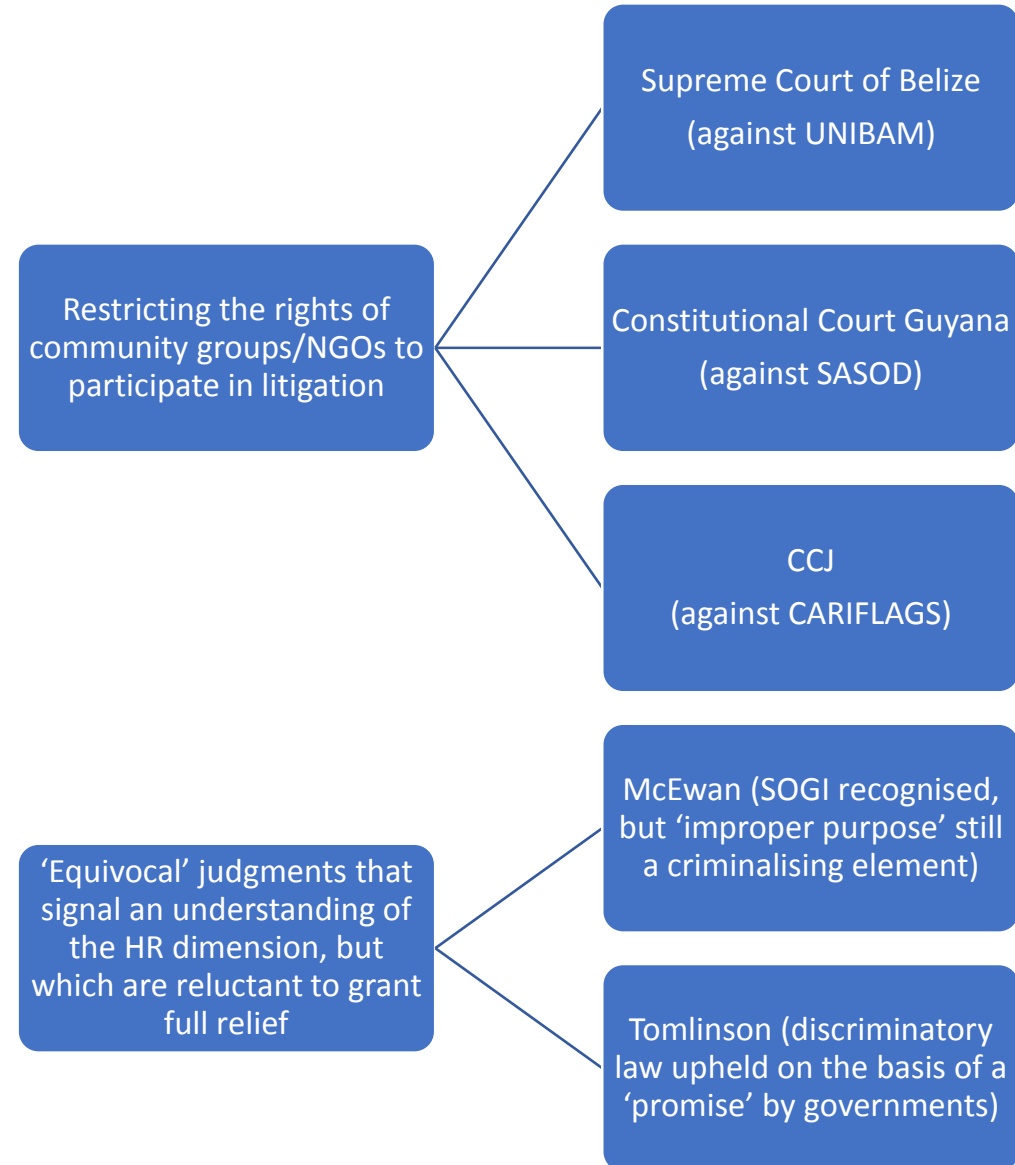 Restricting the rights of
community groups/NGOs to
participate in litigation
Supreme Court of Belize
(against UNIBAM)
Constitutional Court Guyana
(against SASOD)
CCJ
(against CARIFLAGS)
‘Equivocal’ judgments that
signal an understanding of
the HR dimension, but
which are reluctant to grant
full relief
McEwan (SOGI recognised,
but ‘improper purpose’ still
a criminalising element)
Tomlinson (discriminatory
law upheld on the basis of a
‘promise’ by governments)